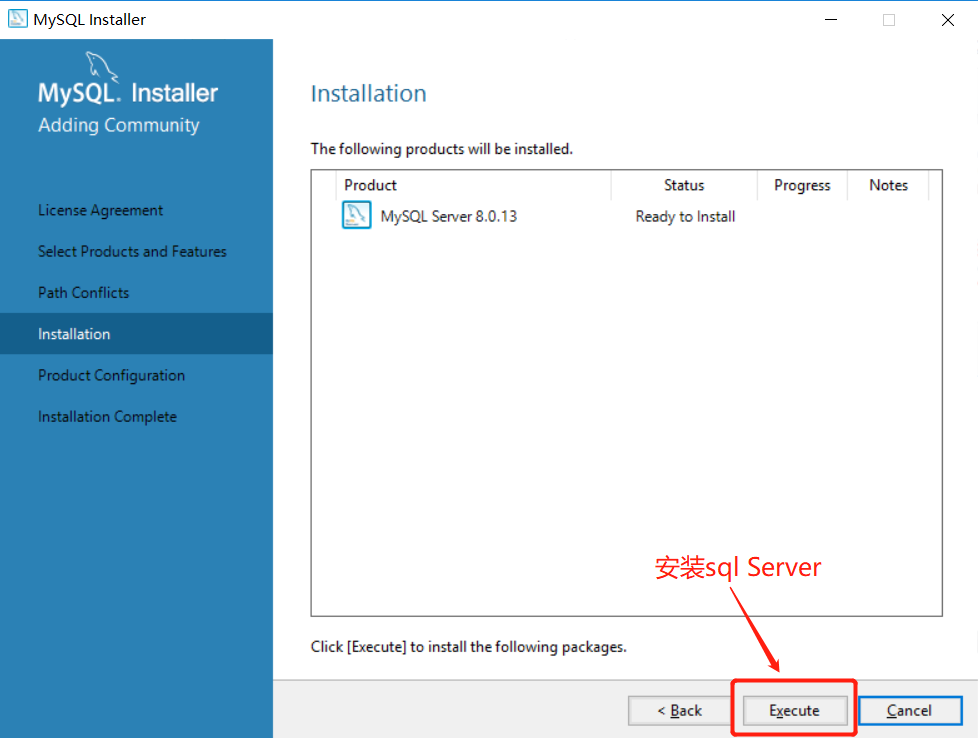 MySQL Installer
MySQL. Installer
Adding Community
License Agreement
Select Products and Features
Path Conflicts
Installation
Product Configuration
Installation Complete
Installation
The following products will be installed.
Product Status Progress Notes
MySQL Server 8.0.13 Ready to Install
安装sql Server
Click [Execute] to install the following packages.
< Back Execute Cancel